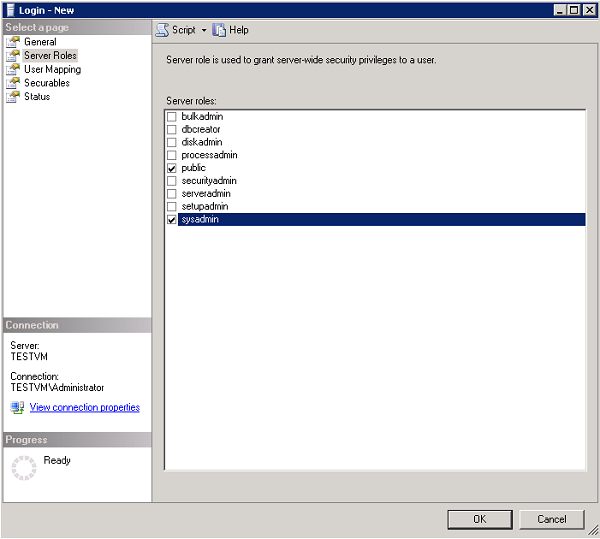 Login - New
Select a page
General
Server Roles
User Mapping
Securables
Status
Script
Help
Server role is used to grant server-wide security privileges to a user.
Server roles:
bulkadmin
dbcreator
diskadmin
processadmin
public
securityadmin
serveradmin
setupadmin
sysadmin
Connection
Server:
TESTVM
Connection:
TESTVM\Administrator
View connection properties
Progress
Ready
OK
Cancel